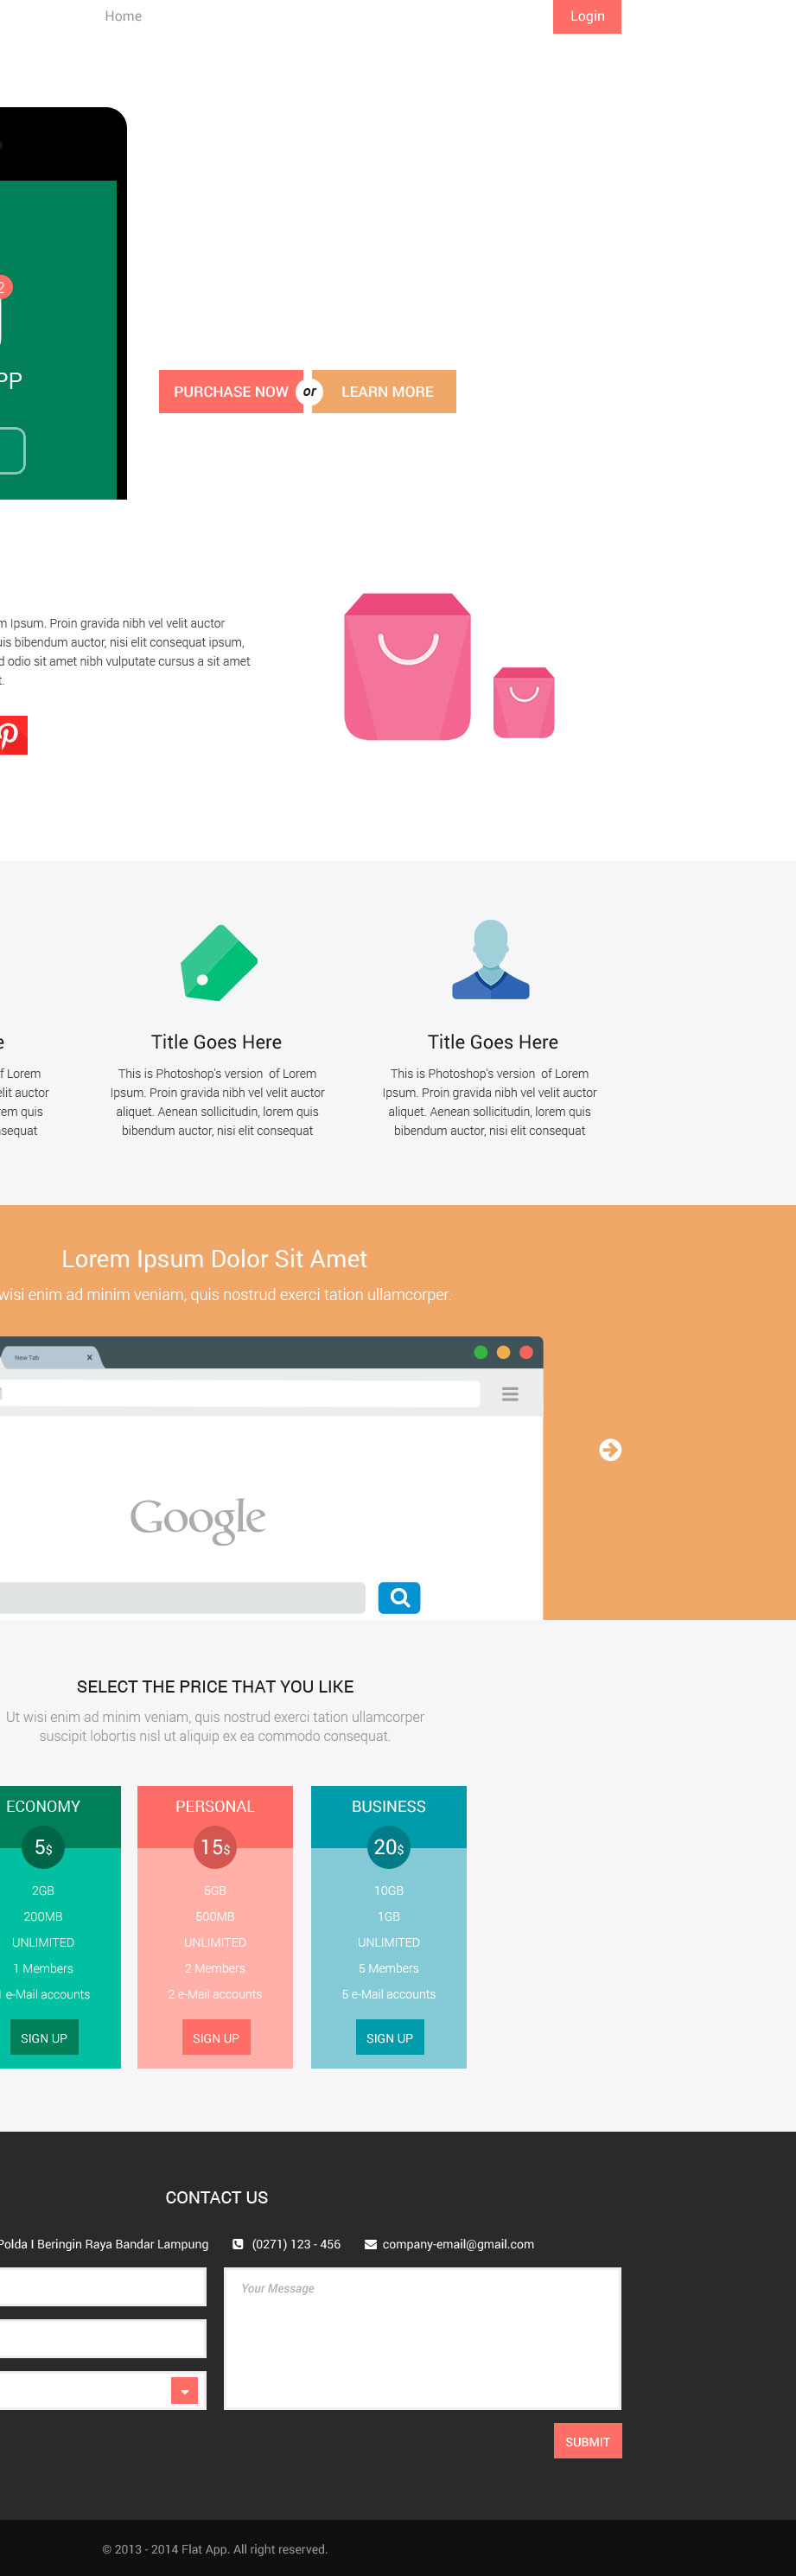 Home
Login
2
PP
PURCHASE NOW or LEARN MORE
m Ipsum. Proin gravida nibh vel velit auctor
uis bibendum auctor, nisi elit consequat ipsum,
d odio sit amet nibh vulputate cursus a sit amet
t.
e
of Lorem
elit auctor
rem quis
nsequat
Title Goes Here
This is Photoshop's version of Lorem
Ipsum. Proin gravida nibh vel velit auctor
aliquet. Aenean sollicitudin, lorem quis
bibendum auctor, nisi elit consequat
Title Goes Here
This is Photoshop's version of Lorem
Ipsum. Proin gravida nibh vel velit auctor
aliquet. Aenean sollicitudin, lorem quis
bibendum auctor, nisi elit consequat
Lorem Ipsum Dolor Sit Amet
wisi enim ad minim veniam, quis nostrud exerci tation ullamcorper.
New Tab x
Google
SELECT THE PRICE THAT YOU LIKE
Ut wisi enim ad minim veniam, quis nostrud exerci tation ullamcorper
suscipit lobortis nisl ut aliquip ex ea commodo consequat.
ECONOMY
5$
2GB
200MB
UNLIMITED
1 Members
1 e-Mail accounts
SIGN UP
PERSONAL
15$
5GB
500MB
UNLIMITED
2 Members
2 e-Mail accounts
SIGN UP
BUSINESS
20$
10GB
1GB
UNLIMITED
5 Members
5 e-Mail accounts
SIGN UP
CONTACT US
Polda I Beringin Raya Bandar Lampung (0271) 123 - 456 company-email@gmail.com
Your Message
SUBMIT
© 2013 - 2014 Flat App. All right reserved.